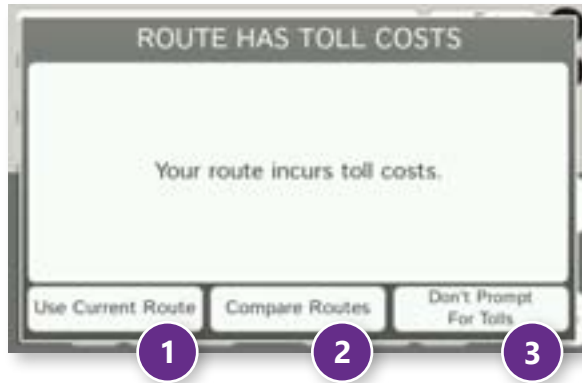 ROUTE HAS TOLL COSTS
Your route incurs toll costs.
Use Current Route
Compare Routes
Don't Prompt
For Tolls
1
2
3